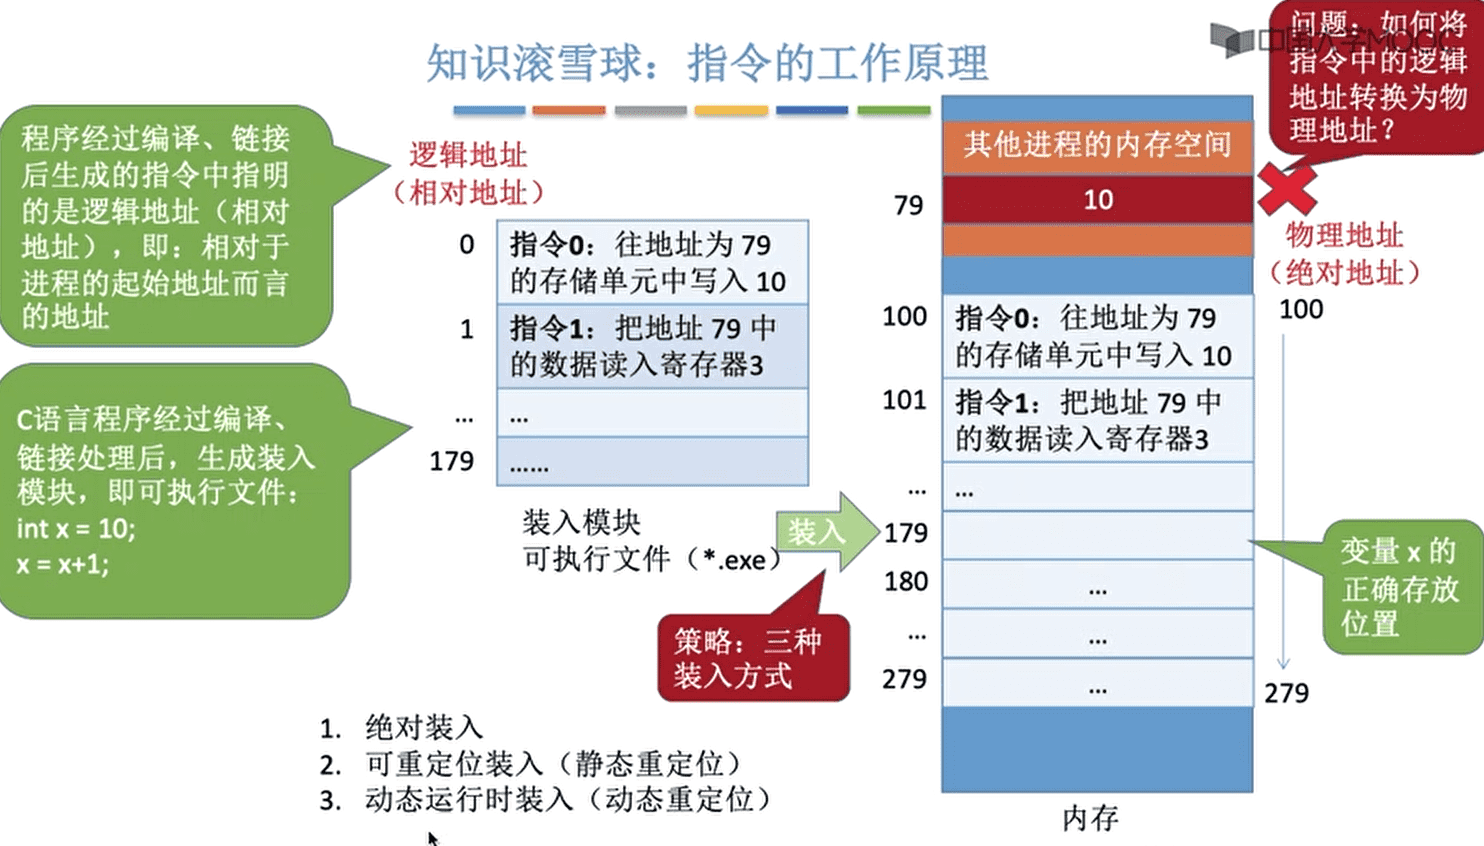 知识滚雪球：指令的工作原理
中国大学MOOC
问题：如何将
指令中的逻辑
地址转换为物
理地址？
程序经过编译、链接
后生成的指令中指明
的是逻辑地址（相对
地址），即：相对于
进程的起始地址而言
的地址
C语言程序经过编译、
链接处理后，生成装入
模块，即可执行文件：
int x = 10;
x = x+1;
逻辑地址
（相对地址）
0
指令0：往地址为 79
的存储单元中写入 10
1
指令1：把地址 79 中
的数据读入寄存器3
...
...
179
......
装入模块
可执行文件（*.exe）
装入
策略：三种
装入方式
1. 绝对装入
2. 可重定位装入（静态重定位）
3. 动态运行时装入（动态重定位）
其他进程的内存空间
79
10
100
指令0：往地址为 79
的存储单元中写入 10
101
指令1：把地址 79 中
的数据读入寄存器3
...
...
179
180
...
...
...
279
...
内存
物理地址
（绝对地址）
100
279
变量 x 的
正确存放
位置